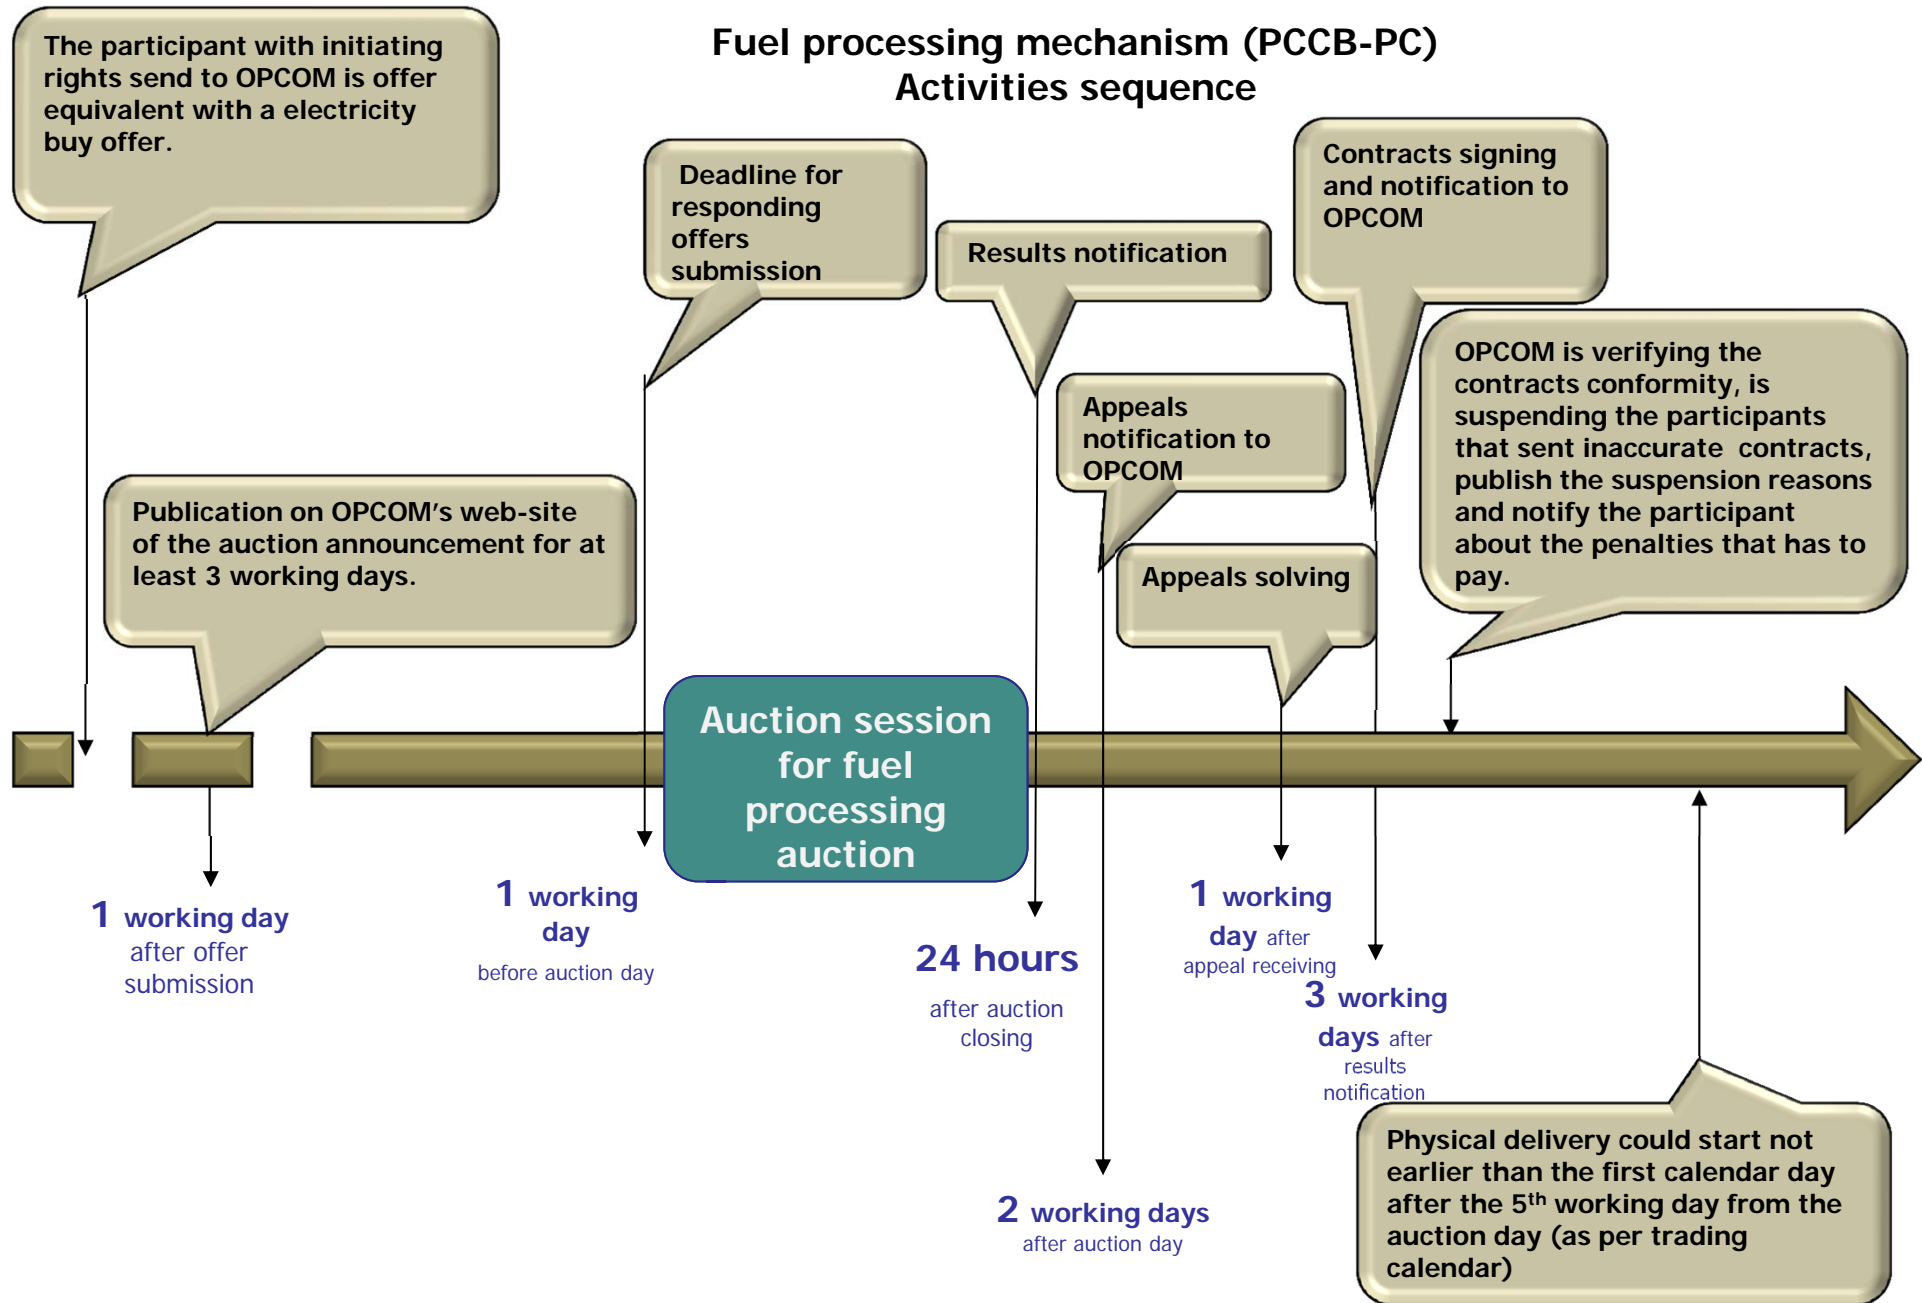 Fuel processing mechanism (PCCB-PC)
Activities sequence
The participant with initiating
rights send to OPCOM is offer
equivalent with a electricity
buy offer.
Publication on OPCOM’s web-site
of the auction announcement for at
least 3 working days.
Deadline for
responding
offers
submission
Results notification
Appeals
notification to
OPCOM
Appeals solving
Contracts signing
and notification to
OPCOM
OPCOM is verifying the
contracts conformity, is
suspending the participants
that sent inaccurate contracts,
publish the suspension reasons
and notify the participant
about the penalties that has to
pay.
Auction session
for fuel
processing
auction
1 working day
after offer
submission
1 working
day
before auction day
24 hours
after auction
closing
2 working days
after auction day
1 working
day after
appeal receiving
3 working
days after
results
notification
Physical delivery could start not
earlier than the first calendar day
after the 5th working day from the
auction day (as per trading
calendar)